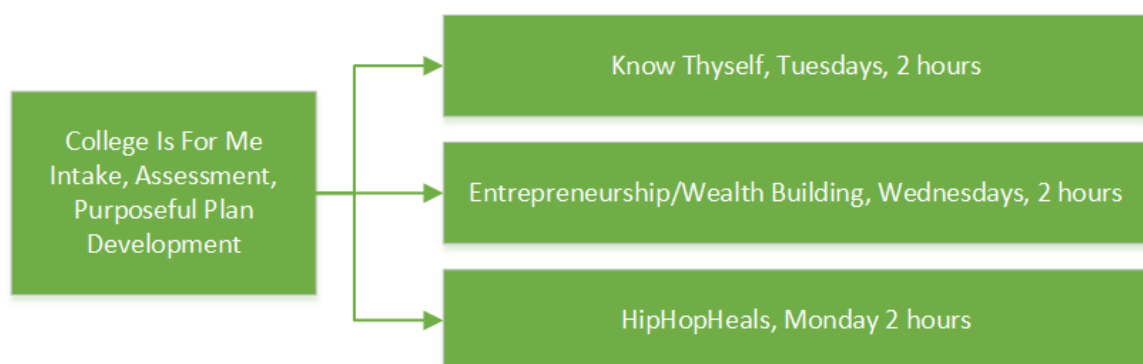 College Is For Me
Intake, Assessment,
Purposeful Plan
Development
Know Thyself, Tuesdays, 2 hours
Entrepreneurship/Wealth Building, Wednesdays, 2 hours
HipHopHeals, Monday 2 hours